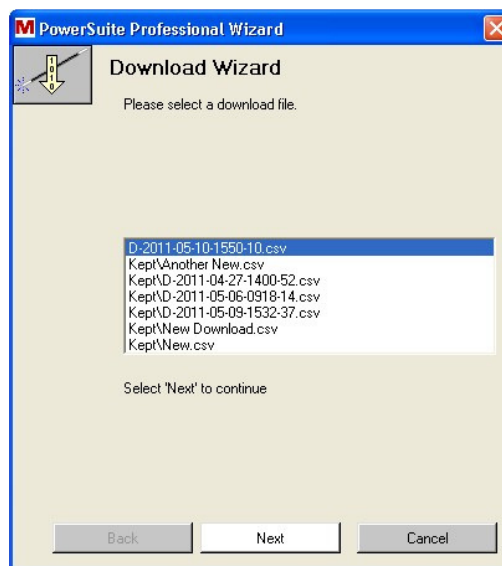 M PowerSuite Professional Wizard
1010
Download Wizard
Please select a download file.
D-2011-05-10-1550-10.csv
Kept\Another New.csv
Kept\D-2011-04-27-1400-52.csv
Kept\D-2011-05-06-0918-14.csv
Kept\D-2011-05-09-1532-37.csv
Kept\New Download.csv
Kept\New.csv
Select 'Next' to continue
Back Next Cancel